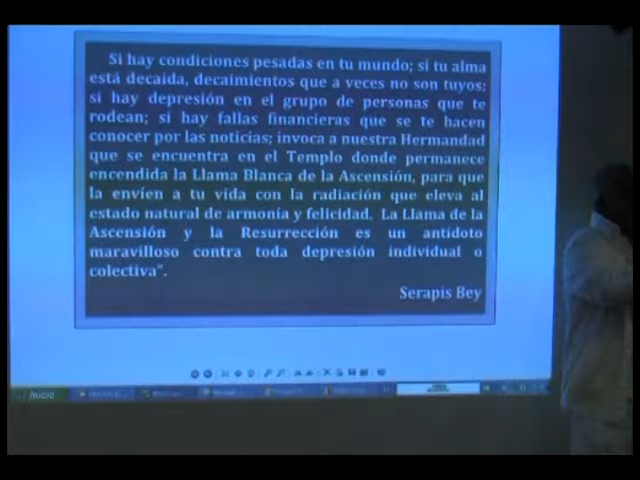 Si hay condiciones pesadas en tu mundo; si tu alma
está decaída, decaimientos que a veces no son tuyos;
si hay depresión en el grupo de personas que te
rodean; si hay fallas financieras que se te hacen
conocer por las noticias; invoca a nuestra Hermandad
que se encuentra en el Templo donde permanece
encendida la Llama Blanca de la Ascensión, para que
la envíen a tu vida con la radiación que eleva al
estado natural de armonía y felicidad. La Llama de la
Ascensión y la Resurrección es un antídoto
maravilloso contra toda depresión individual o
colectiva".
Serapis Bey
Inicio